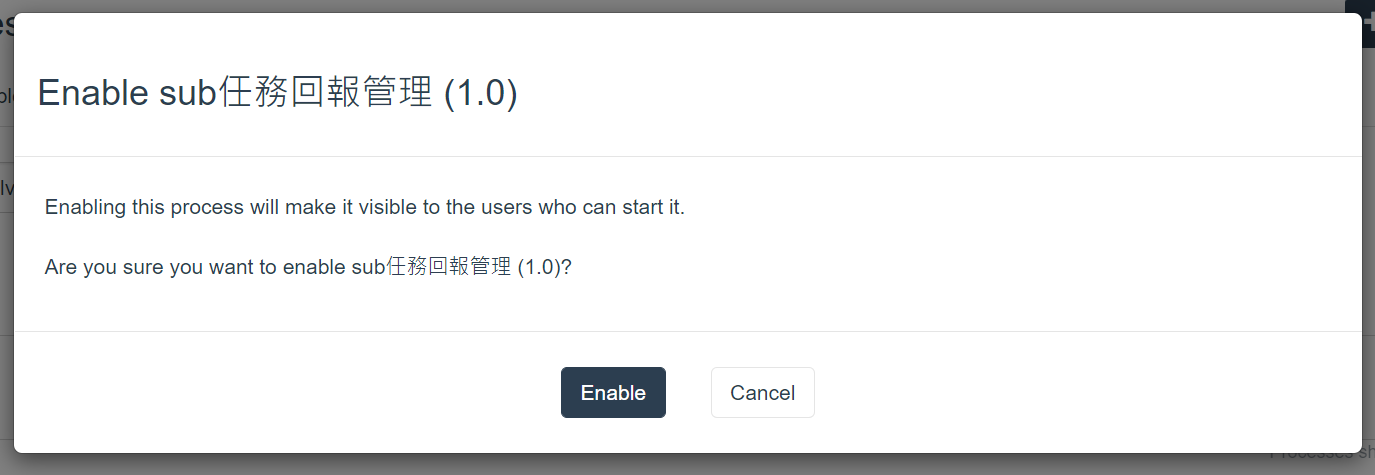 Enable sub任務回報管理 (1.0)
Enabling this process will make it visible to the users who can start it.
Are you sure you want to enable sub任務回報管理 (1.0)?
Enable
Cancel